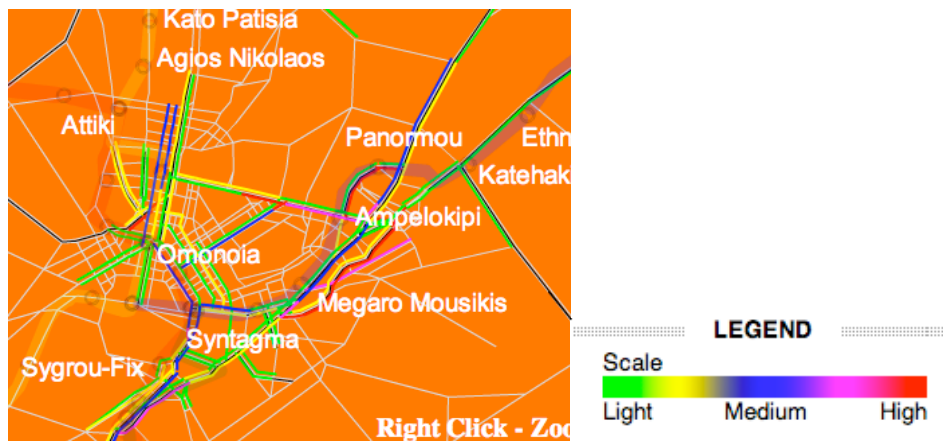 Kato Patisia
Agios Nikolaos
Attiki
Panormou
Ethn
Katehak
Ampelokipi
Omonoia
Megaro Mousikis
Syntagma
Sygrou-Fix
Right Click - Zoo
LEGEND
Scale
Light Medium High